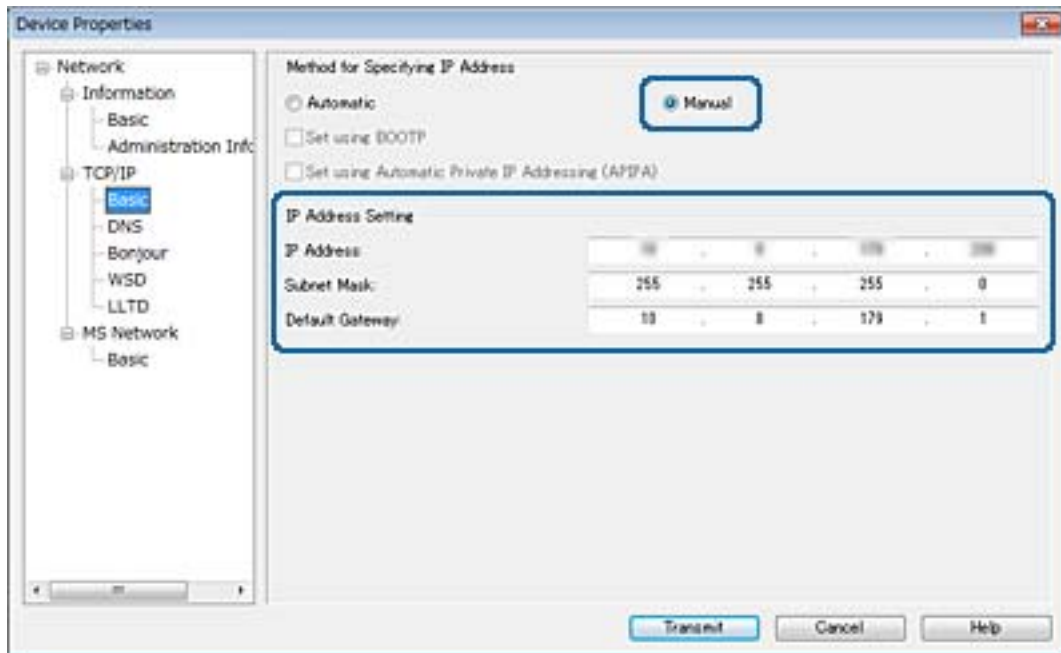 Device Properties
Network
Information
Basic
Administration Infc
TCP/IP
Basic
DNS
Bonjour
WSD
LLTD
MS Network
Basic
Method for Specifying IP Address
Automatic
Manual
Set using BOOTP
Set using Automatic Private IP Addressing (APIPA)
IP Address Setting
IP Address
Subnet Mask: 255 . 255 . 255 . 0
Default Gateway: 10 . 8 . 179 . 1
Transmit Cancel Help